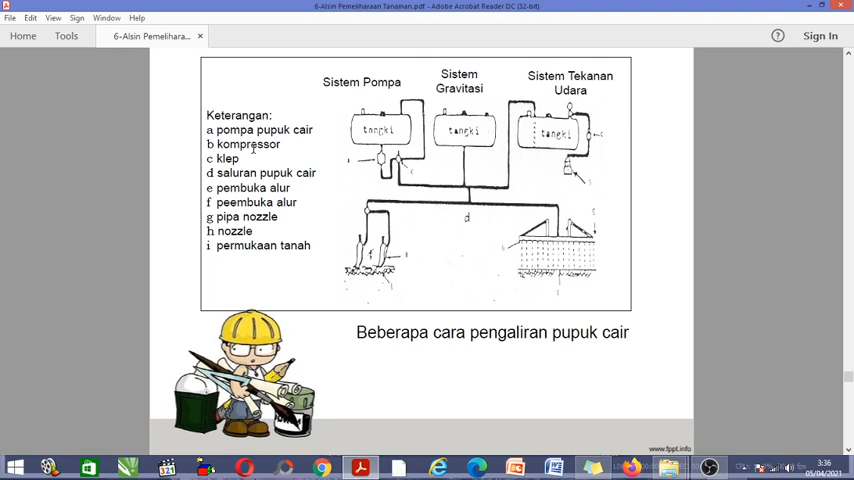 6-Alsin Pemeliharaan Tanaman.pdf - Adobe Acrobat Reader DC (32-bit)
File Edit View Sign Window Help
Home Tools 6-Alsin Pemelihara... × Sign In
Sistem Pompa
Sistem
Gravitasi
Sistem Tekanan
Udara
Keterangan:
a pompa pupuk cair
b kompressor
c klep
d saluran pupuk cair
e pembuka alur
f peembuka alur
g pipa nozzle
h nozzle
i permukaan tanah
tangki
tangki
tangki
d
f
Beberapa cara pengaliran pupuk cair
www.fppt.info
3:36
05/04/2021